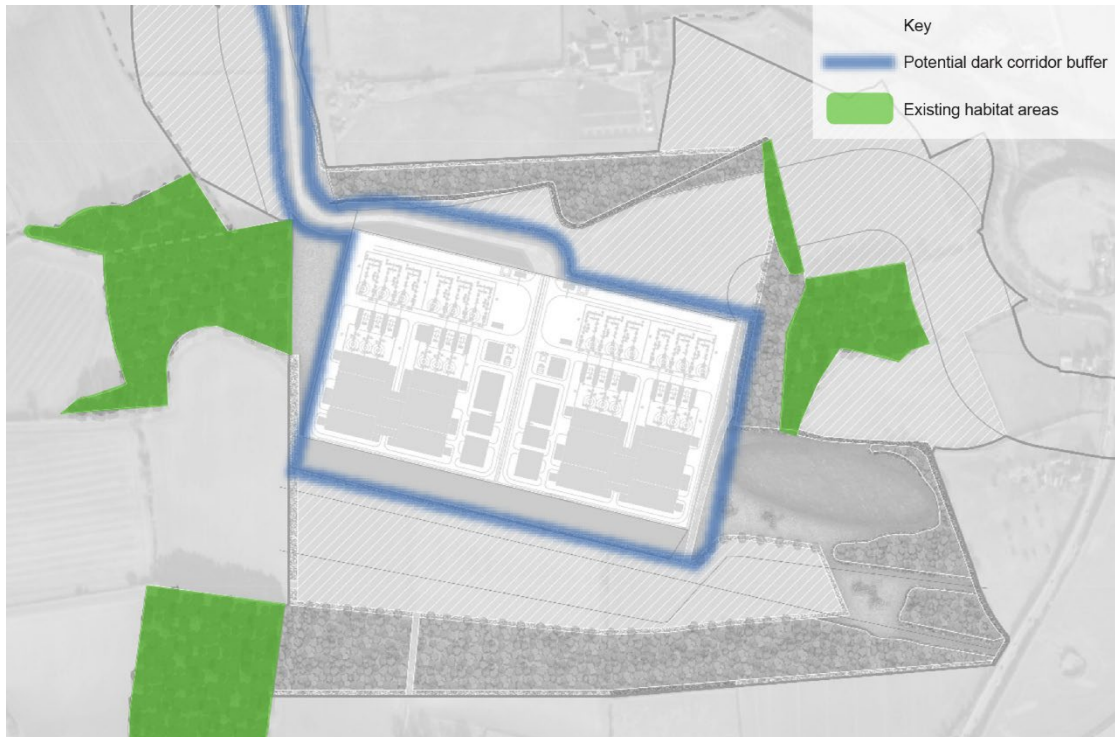 Key
Potential dark corridor buffer
Existing habitat areas